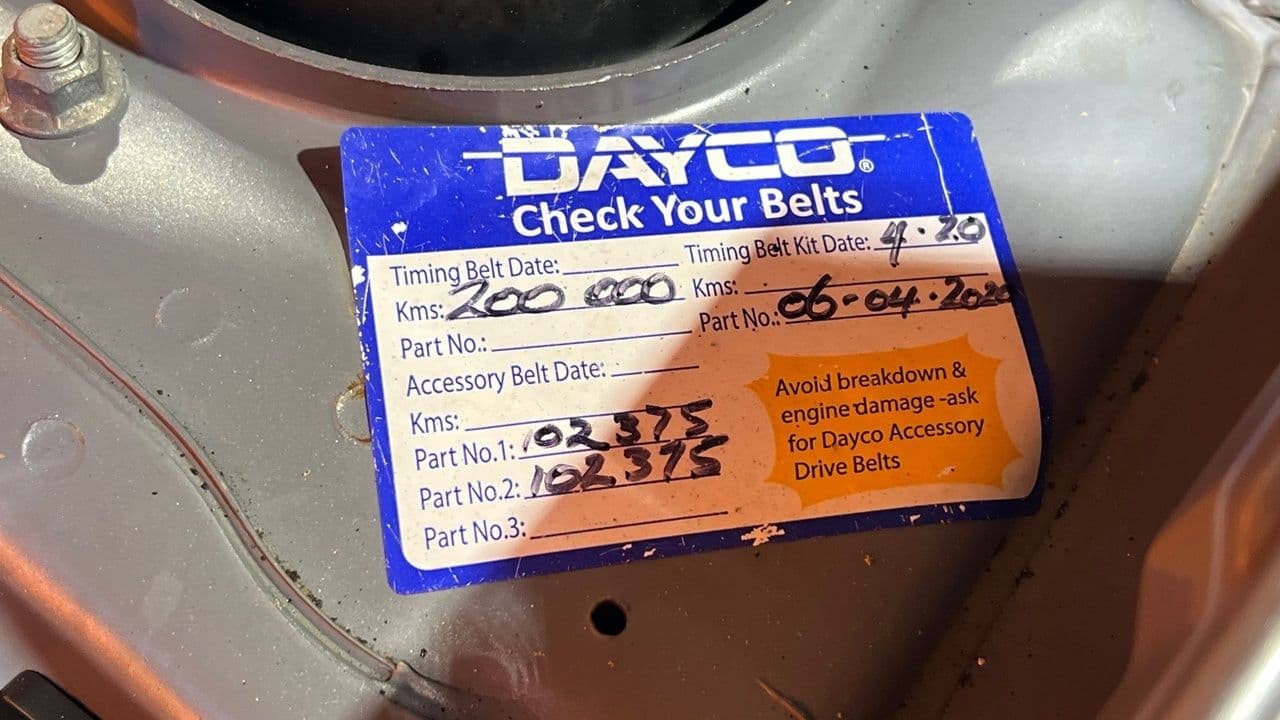 DAYCO®
Check Your Belts
Timing Belt Date: Timing Belt Kit Date: 4.20
Kms: 200 000 Kms:
Part No.: Part No.: 06-04.2020
Accessory Belt Date:
Kms:
Part No.1: 102375
Part No.2: 102375
Part No.3:
Avoid breakdown &
engine damage -ask
for Dayco Accessory
Drive Belts